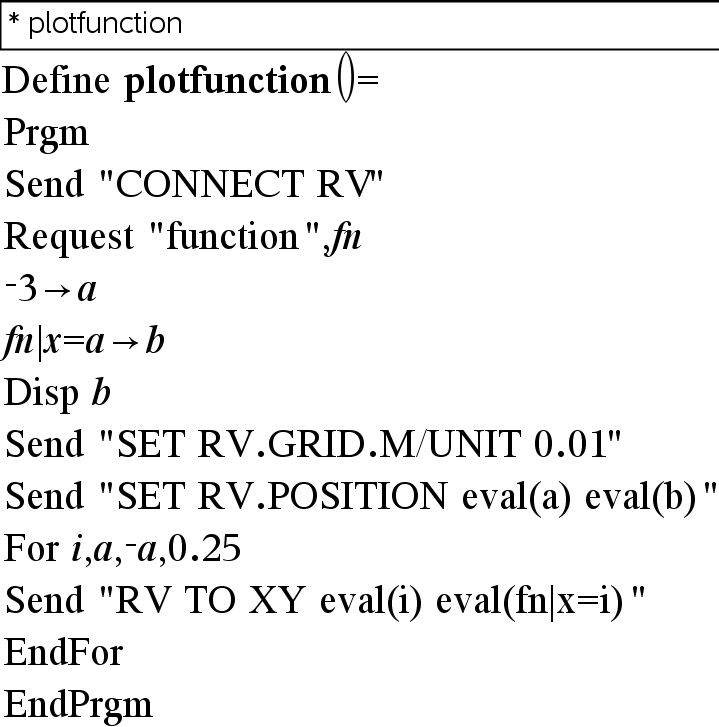 * plotfunction
Define plotfunction()=
Prgm
Send "CONNECT RV"
Request "function",fn
⁻3→a
fn|x=a→b
Disp b
Send "SET RV.GRID.M/UNIT 0.01"
Send "SET RV.POSITION eval(a) eval(b)"
For i,a,⁻a,0.25
Send "RV TO XY eval(i) eval(fn|x=i)"
EndFor
EndPrgm